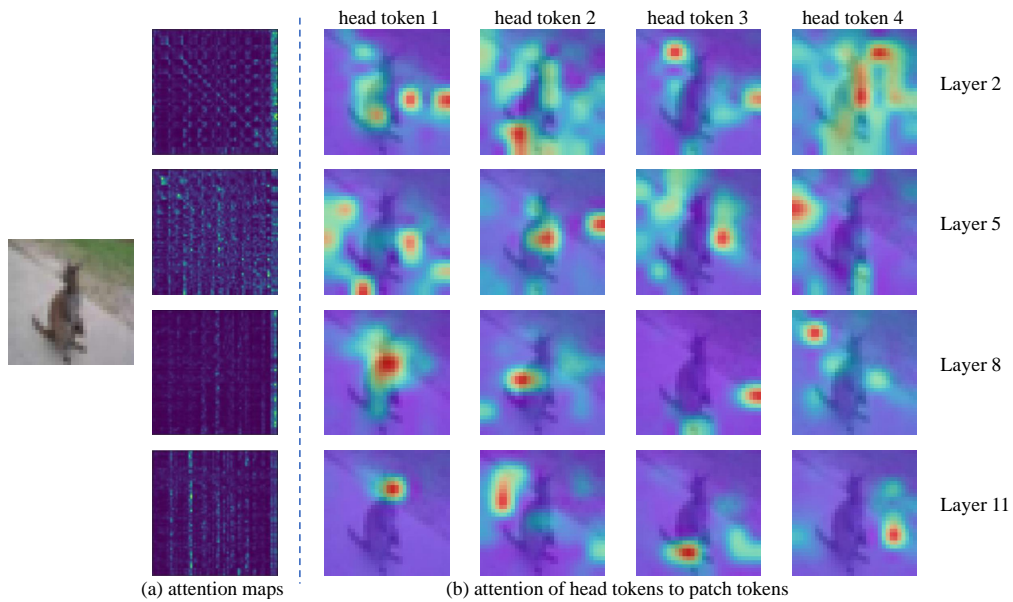 head token 1 head token 2 head token 3 head token 4
Layer 2
Layer 5
Layer 8
Layer 11
(a) attention maps (b) attention of head tokens to patch tokens